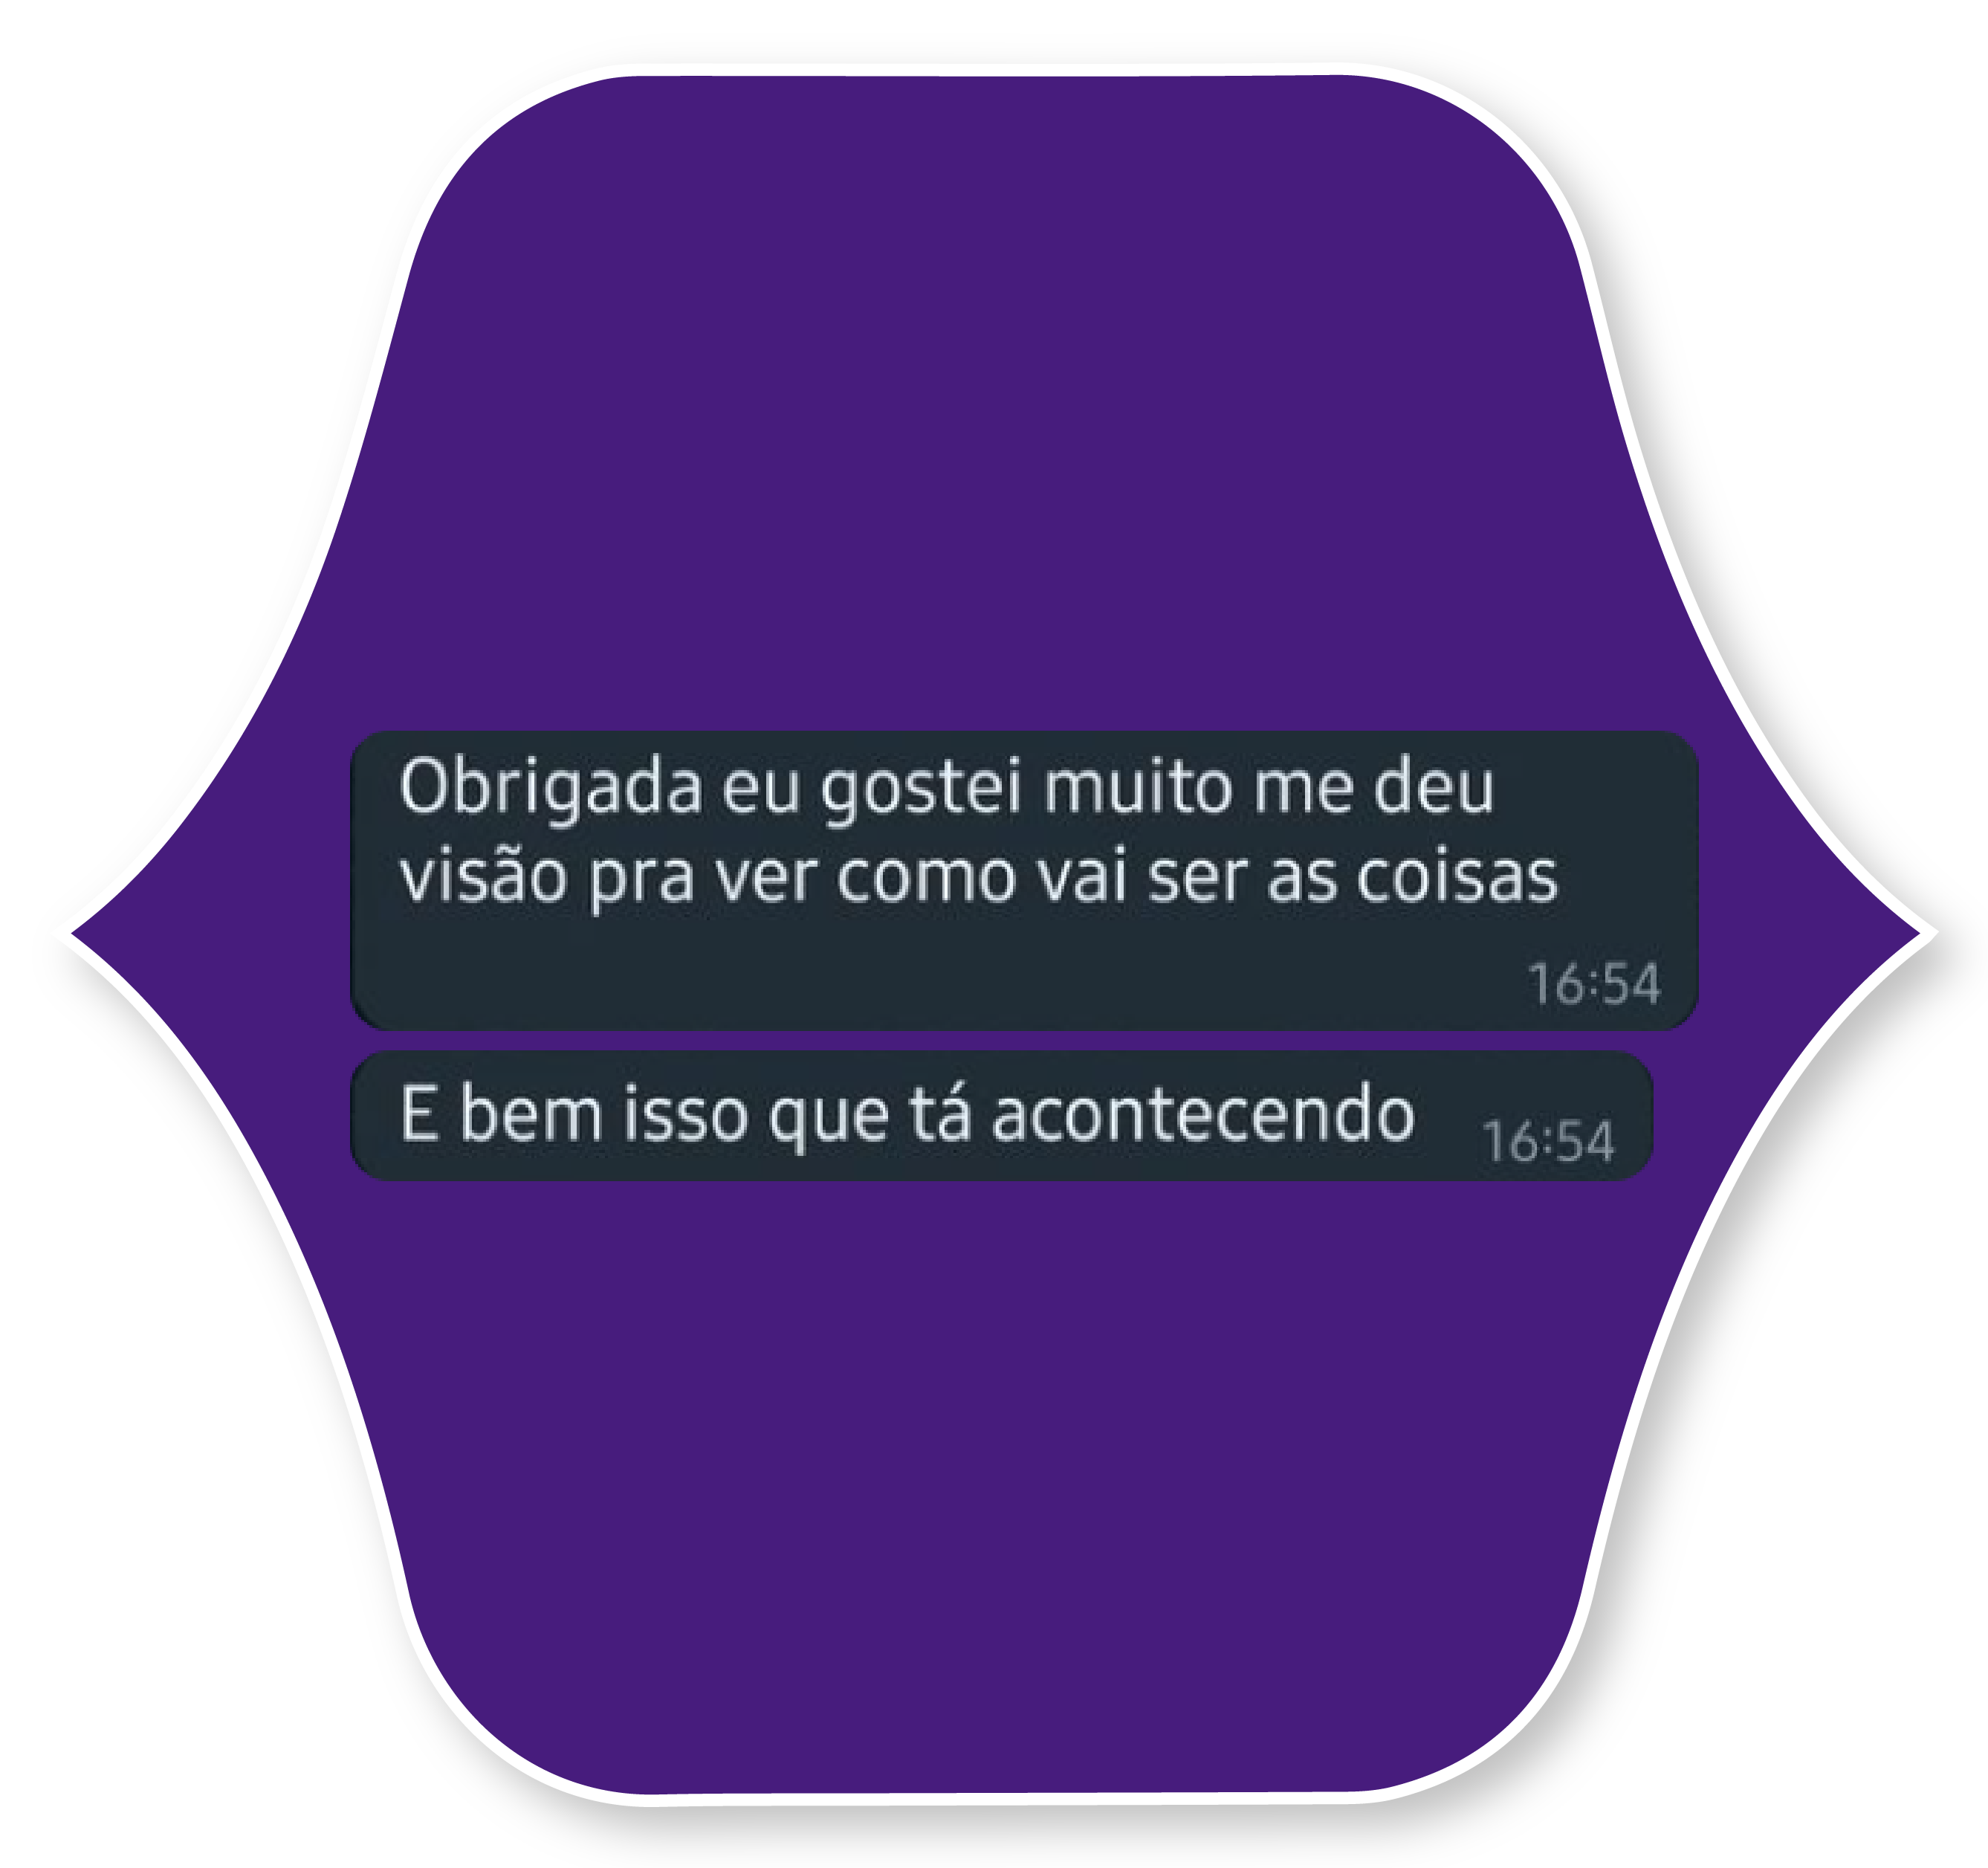 Obrigada eu gostei muito me deu
visão pra ver como vai ser as coisas
16:54
E bem isso que tá acontecendo 16:54